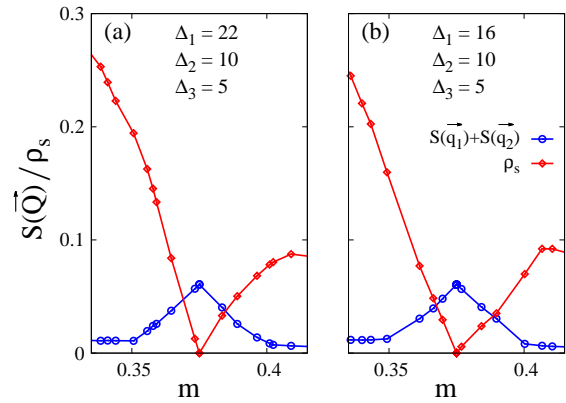 (a)
Δ₁ = 22
Δ₂ = 10
Δ₃ = 5
(b)
Δ₁ = 16
Δ₂ = 10
Δ₃ = 5
S(q⃗₁)+S(q⃗₂)
ρₛ
S(Q⃗)/ρₛ
0.3
0.2
0.1
0
0.35
0.4
0.35
0.4
m
m